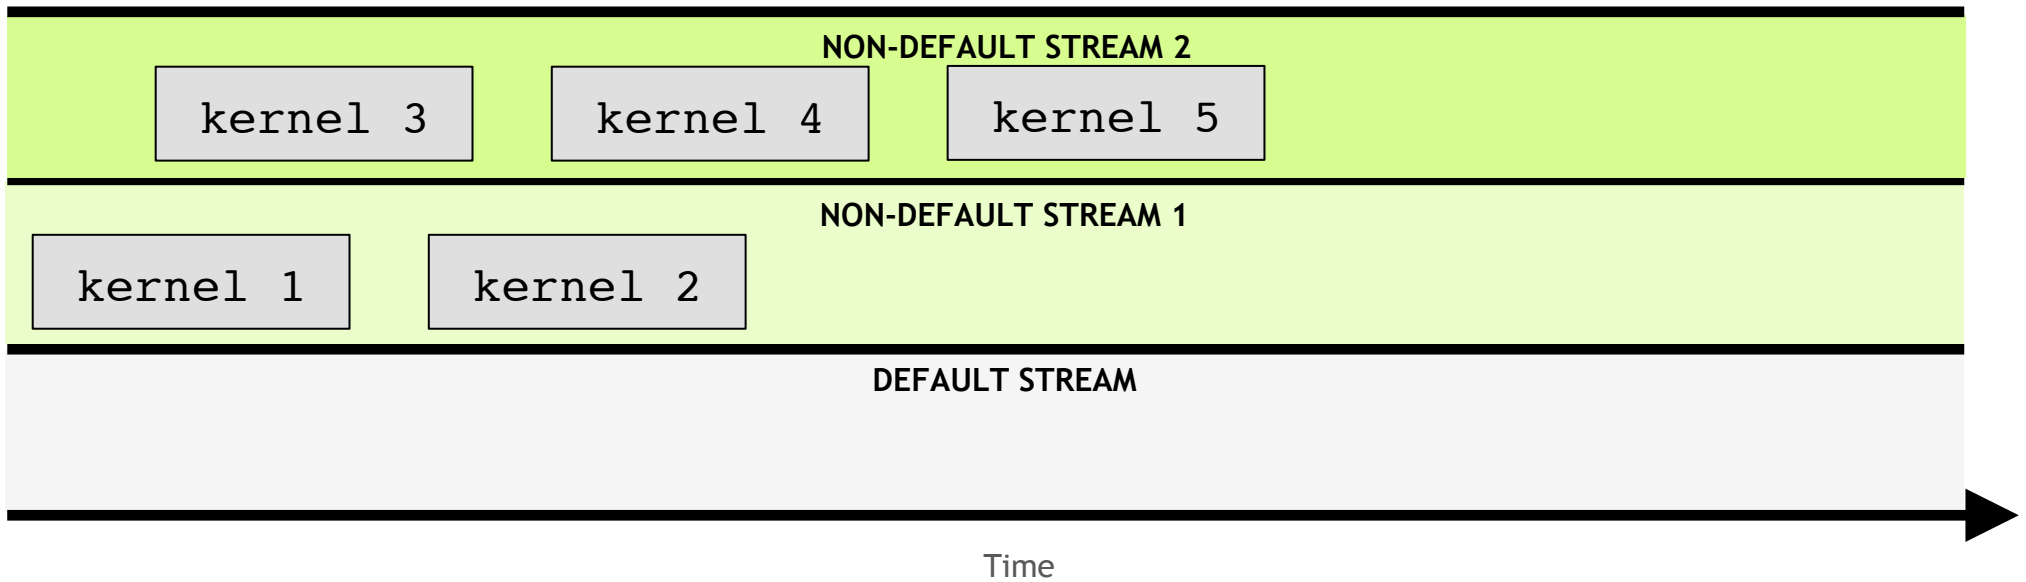 NON-DEFAULT STREAM 2
kernel 3
kernel 4
kernel 5
NON-DEFAULT STREAM 1
kernel 1
kernel 2
DEFAULT STREAM
Time